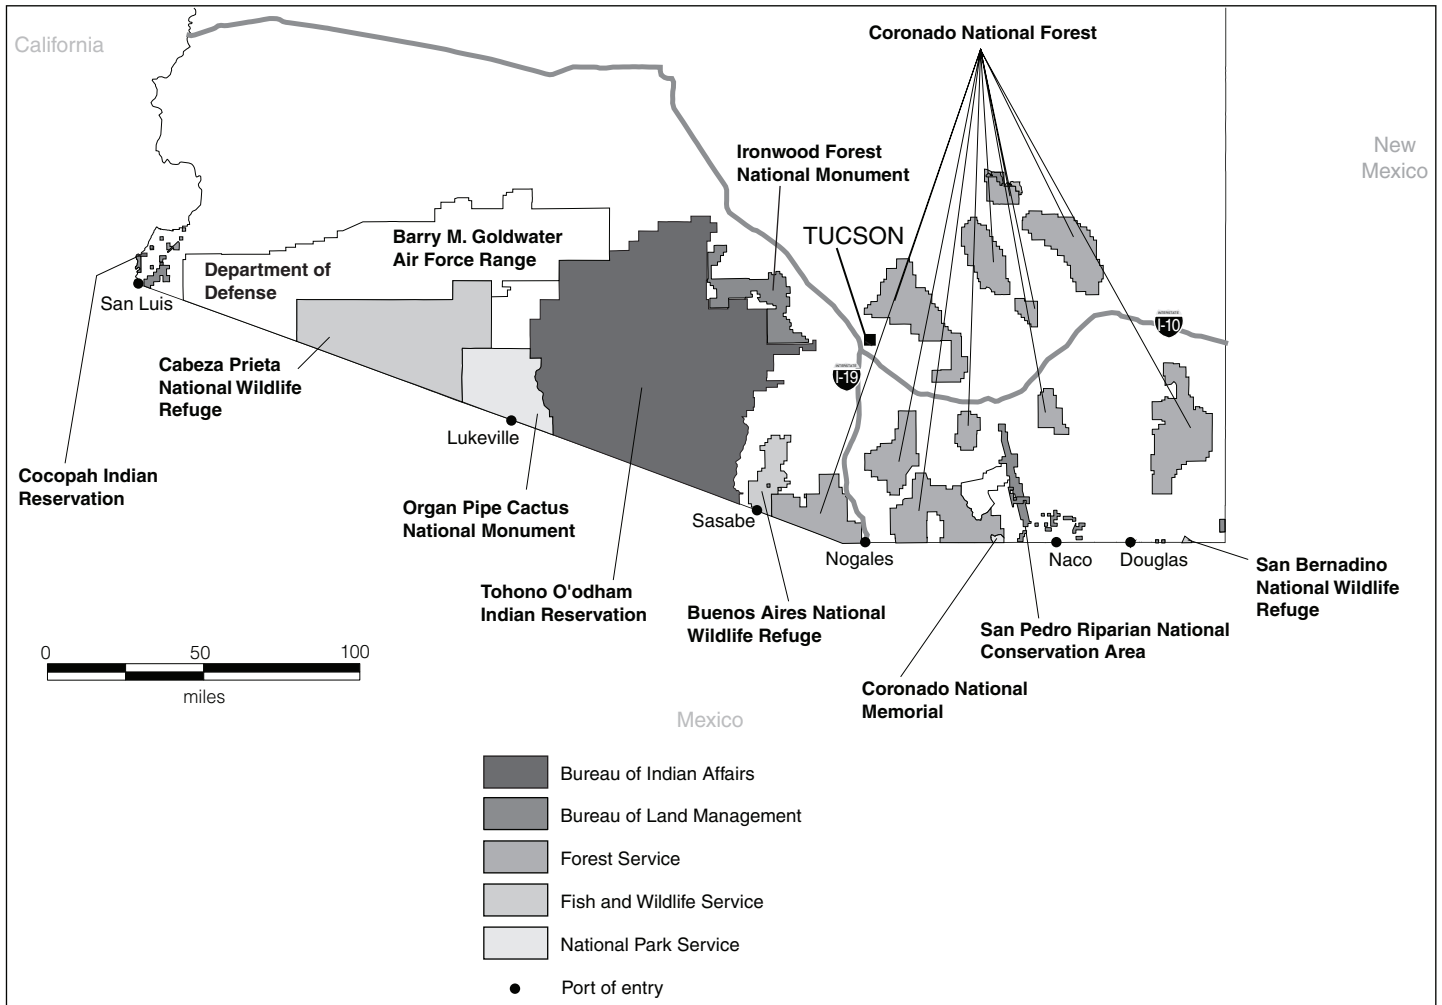 California
Coronado National Forest
New
Mexico
Ironwood Forest
National Monument
TUCSON
Barry M. Goldwater
Air Force Range
Department of
Defense
San Luis
I-10
I-19
Cabeza Prieta
National Wildlife
Refuge
Lukeville
Cocopah Indian
Reservation
Organ Pipe Cactus
National Monument
Sasabe
Nogales
Naco
Douglas
San Bernadino
National Wildlife
Refuge
Tohono O'odham
Indian Reservation
Buenos Aires National
Wildlife Refuge
San Pedro Riparian National
Conservation Area
Coronado National
Memorial
0 50 100
miles
Mexico
Bureau of Indian Affairs
Bureau of Land Management
Forest Service
Fish and Wildlife Service
National Park Service
Port of entry